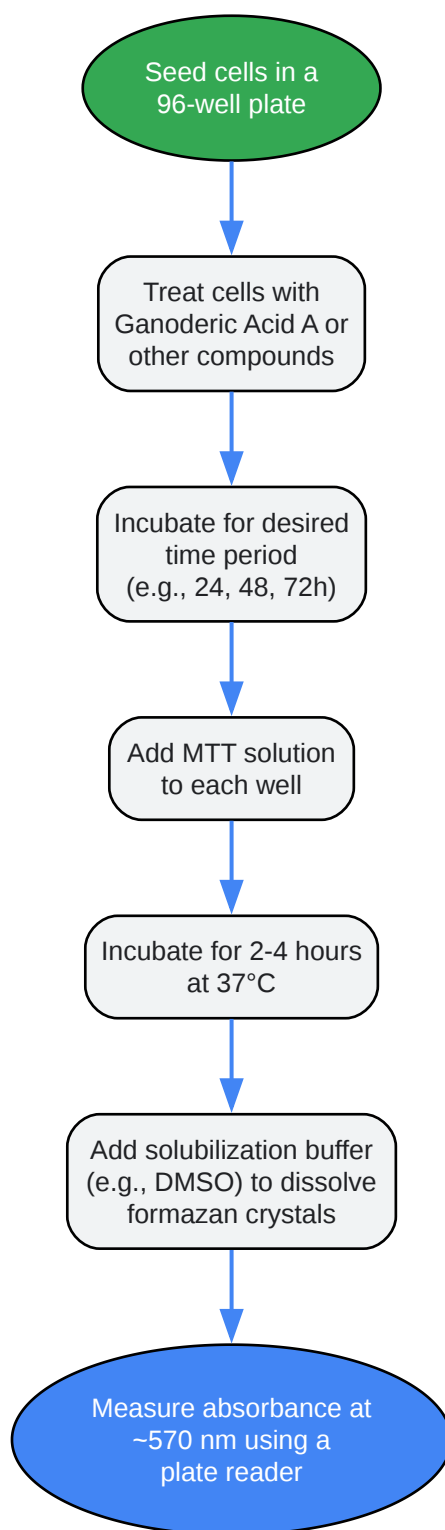 Seed cells in a
96-well plate
Treat cells with
Ganoderic Acid A or
other compounds
Incubate for desired
time period
(e.g., 24, 48, 72h)
Add MTT solution
to each well
Incubate for 2-4 hours
at 37°C
Add solubilization buffer
(e.g., DMSO) to dissolve
formazan crystals
Measure absorbance at
~570 nm using a
plate reader